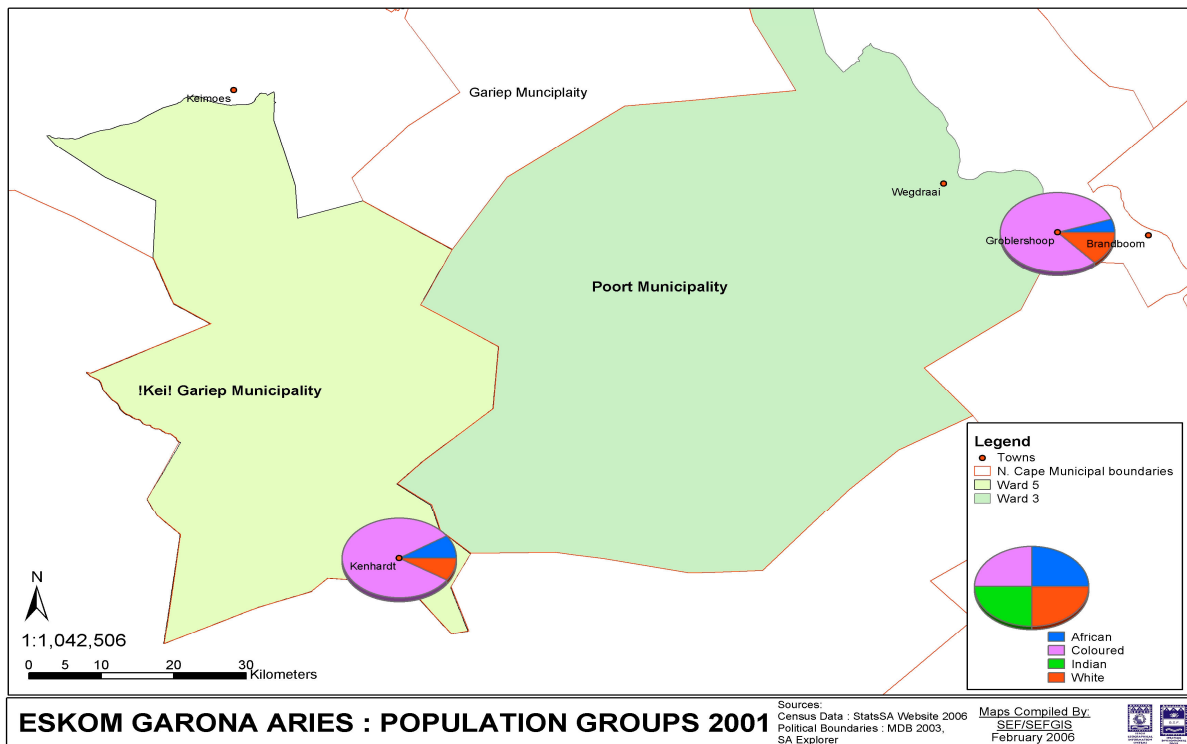 Keimoes
Gariep Munciplaity
Wegdraai
Groblershoop
Brandboom
Poort Municipality
!Kei! Gariep Municipality
Kenhardt
Legend
Towns
N. Cape Municipal boundaries
Ward 5
Ward 3
African
Coloured
Indian
White
N
1:1,042,506
0 5 10 20 30
Kilometers
ESKOM GARONA ARIES : POPULATION GROUPS 2001
Sources:
Census Data : StatsSA Website 2006
Political Boundaries : MDB 2003,
SA Explorer
Maps Compiled By:
SEF/SEFGIS
February 2006